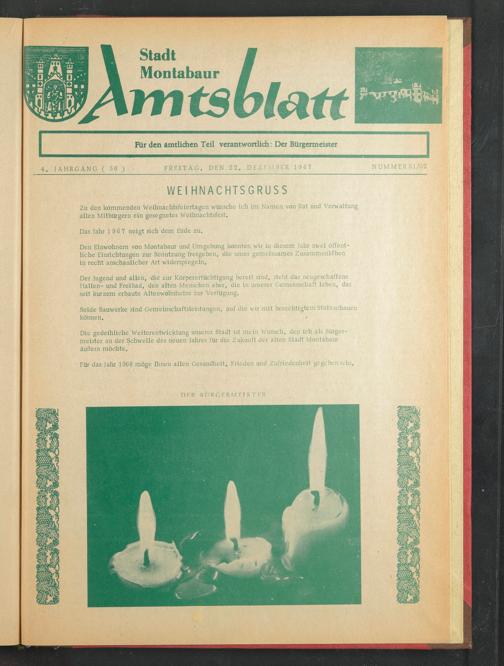 Stadt
Montabaur
Amtsblatt
Für den amtlichen Teil verantwortlich: Der Bürgermeister
4. JAHRGANG ( 36 ) FREITAG, DEN 22. DEZEMBER 1967 NUMMER 51/52
WEIHNACHTSGRUSS
Zu den kommenden Weihnachtsfeiertagen wünsche ich im Namen von Rat und Verwaltung
allen Mitbürgern ein gesegnetes Weihnachtsfest.
Das Jahr 1967 neigt sich dem Ende zu.
Den Einwohnern von Montabaur und Umgebung konnten wir in diesem Jahr zwei öffent-
liche Einrichtungen zur Benutzung freigeben, die unser gemeinsames Zusammenleben
in recht anschaulicher Art widerspiegeln.
Der Jugend und allen, die zur Körperertüchtigung bereit sind, steht das neugeschaffene
Hallen- und Freibad, den alten Menschen aber, die in unserer Gemeinschaft leben, das
seit kurzem erbaute Altenwohnheim zur Verfügung.
Beide Bauwerke sind Gemeinschaftsleistungen, auf die wir mit berechtigtem Stolz schauen
können.
Die gedeihliche Weiterentwicklung unserer Stadt ist mein Wunsch, den ich als Bürger-
meister an der Schwelle des neuen Jahres für die Zukunft der alten Stadt Montabaur
äußern möchte.
Für das Jahr 1968 möge Ihnen allen Gesundheit, Frieden und Zufriedenheit gegeben sein.
DER BÜRGERMEISTER